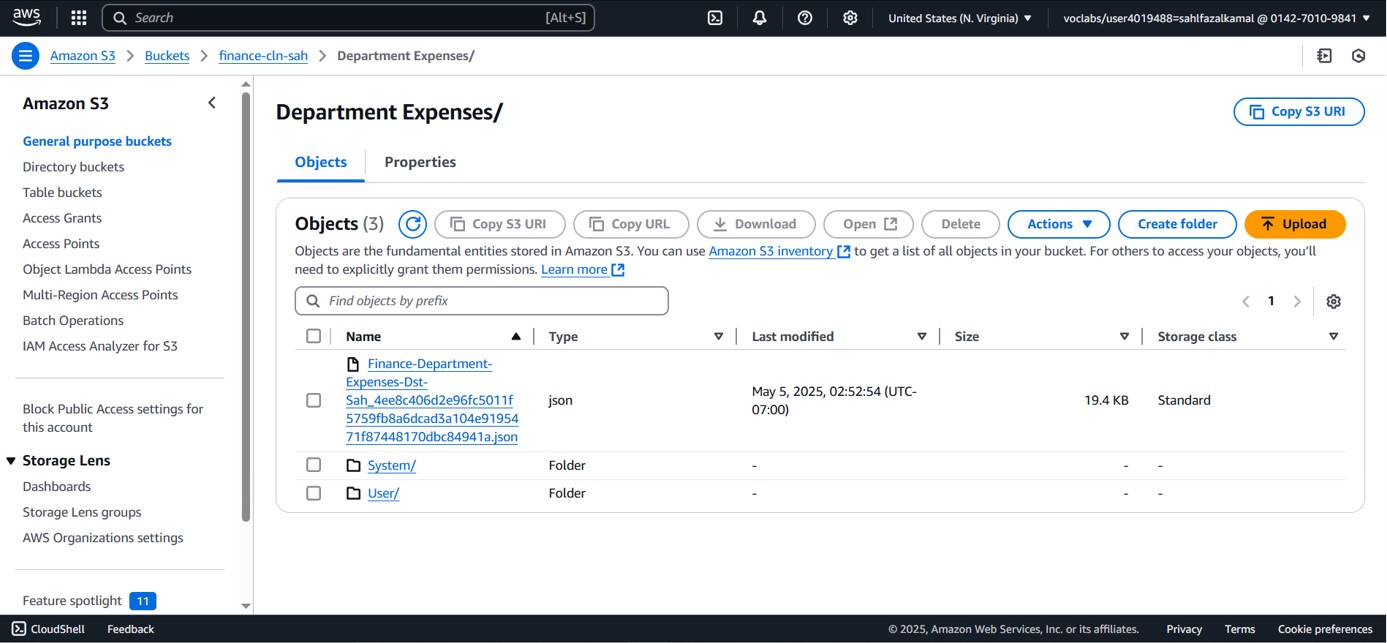 aws
Search
[Alt+S]
United States (N. Virginia)
voclabs/user4019488=sahlfazalkamal @ 0142-7010-9841
Amazon S3
Buckets
finance-cln-sah
Department Expenses/
Amazon S3
General purpose buckets
Directory buckets
Table buckets
Access Grants
Access Points
Object Lambda Access Points
Multi-Region Access Points
Batch Operations
IAM Access Analyzer for S3
Block Public Access settings for
this account
Storage Lens
Dashboards
Storage Lens groups
AWS Organizations settings
Feature spotlight 11
Department Expenses/
Copy S3 URI
Objects
Properties
Objects (3)
Copy S3 URI
Copy URL
Download
Open
Delete
Actions
Create folder
Upload
Objects are the fundamental entities stored in Amazon S3. You can use Amazon S3 inventory to get a list of all objects in your bucket. For others to access your objects, you'll
need to explicitly grant them permissions. Learn more
Find objects by prefix
1
Name
Type
Last modified
Size
Storage class
Finance-Department-
Expenses-Dst-
Sah_4ee8c406d2e96fc5011f
5759fb8a6dcad3a104e91954
71f87448170dbc84941a.json
json
May 5, 2025, 02:52:54 (UTC-
07:00)
19.4 KB
Standard
System/
Folder
-
-
-
User/
Folder
-
-
-
CloudShell
Feedback
© 2025, Amazon Web Services, Inc. or its affiliates.
Privacy
Terms
Cookie preferences